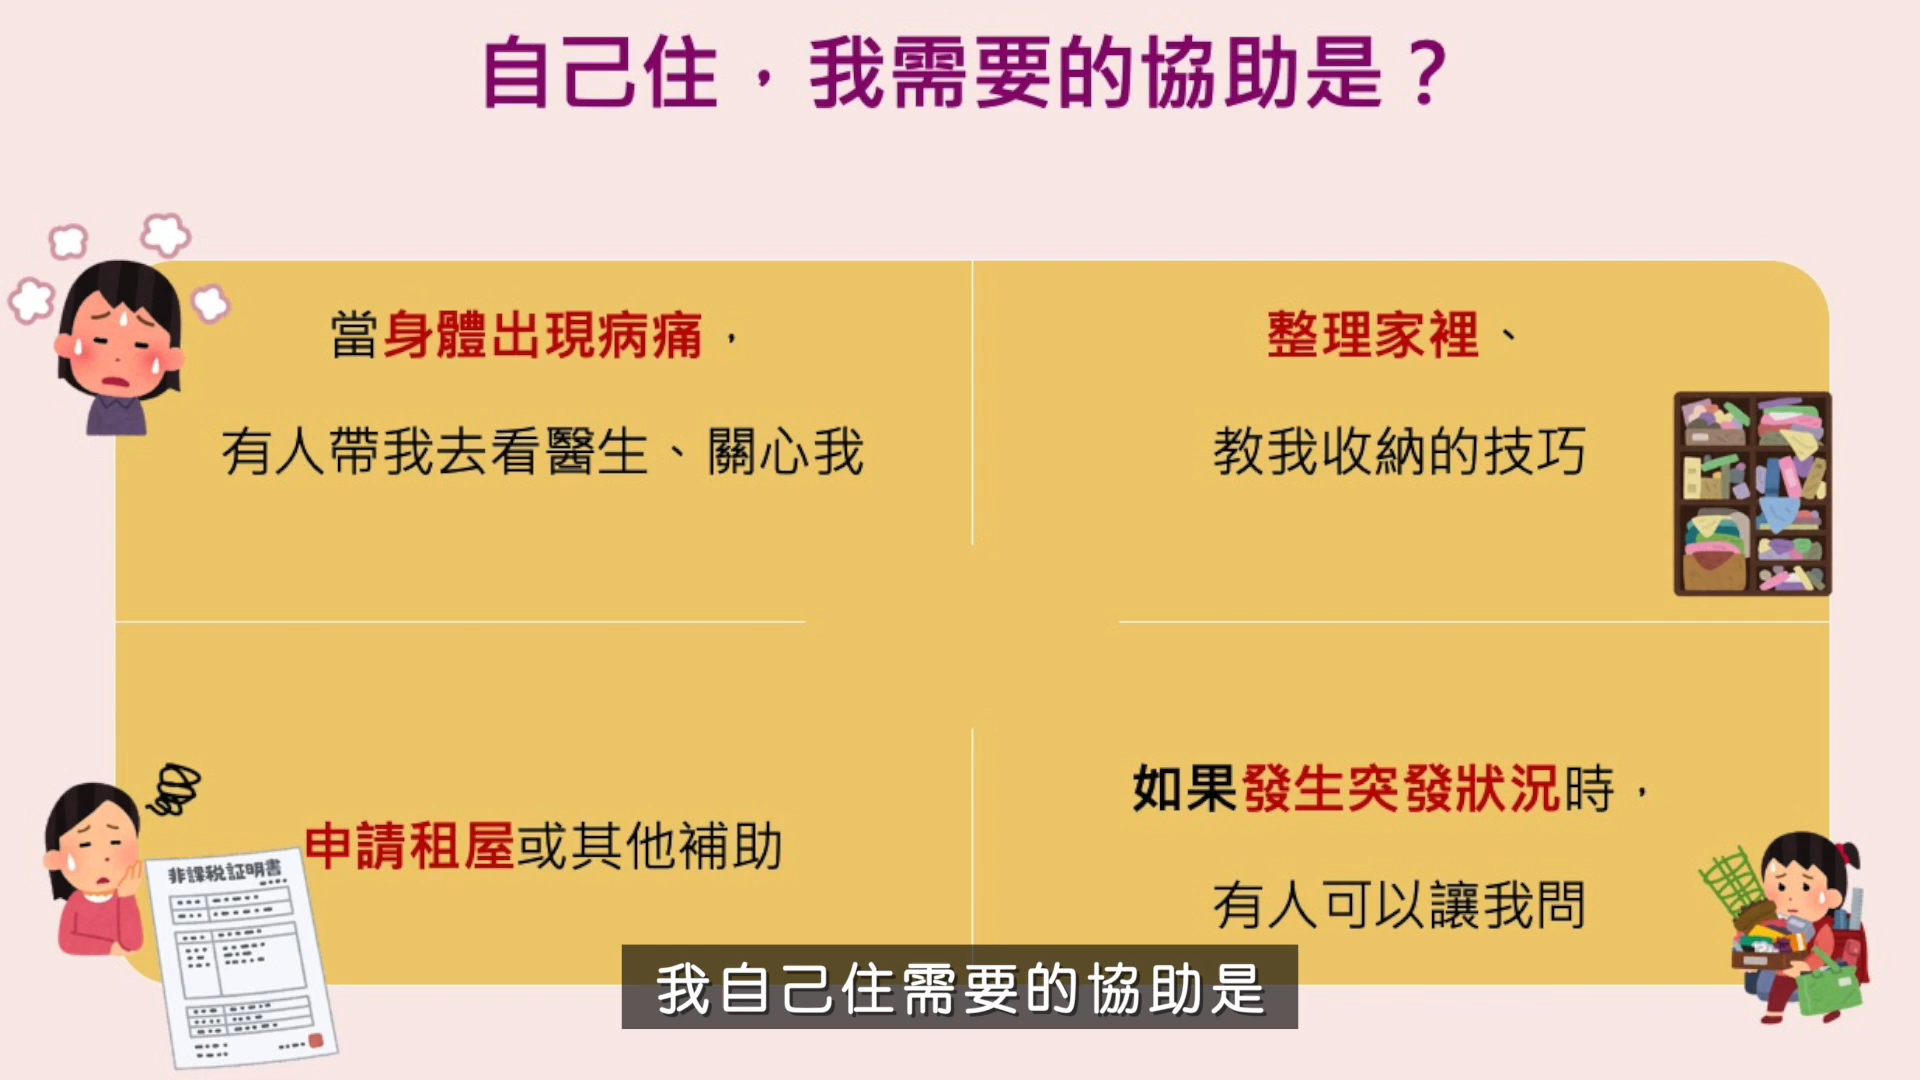 自己住，我需要的協助是？
當身體出現病痛，
有人帶我去看醫生、關心我
整理家裡、
教我收納的技巧
申請租屋或其他補助
非課税証明書
如果發生突發狀況時，
有人可以讓我問
我自己住需要的協助是